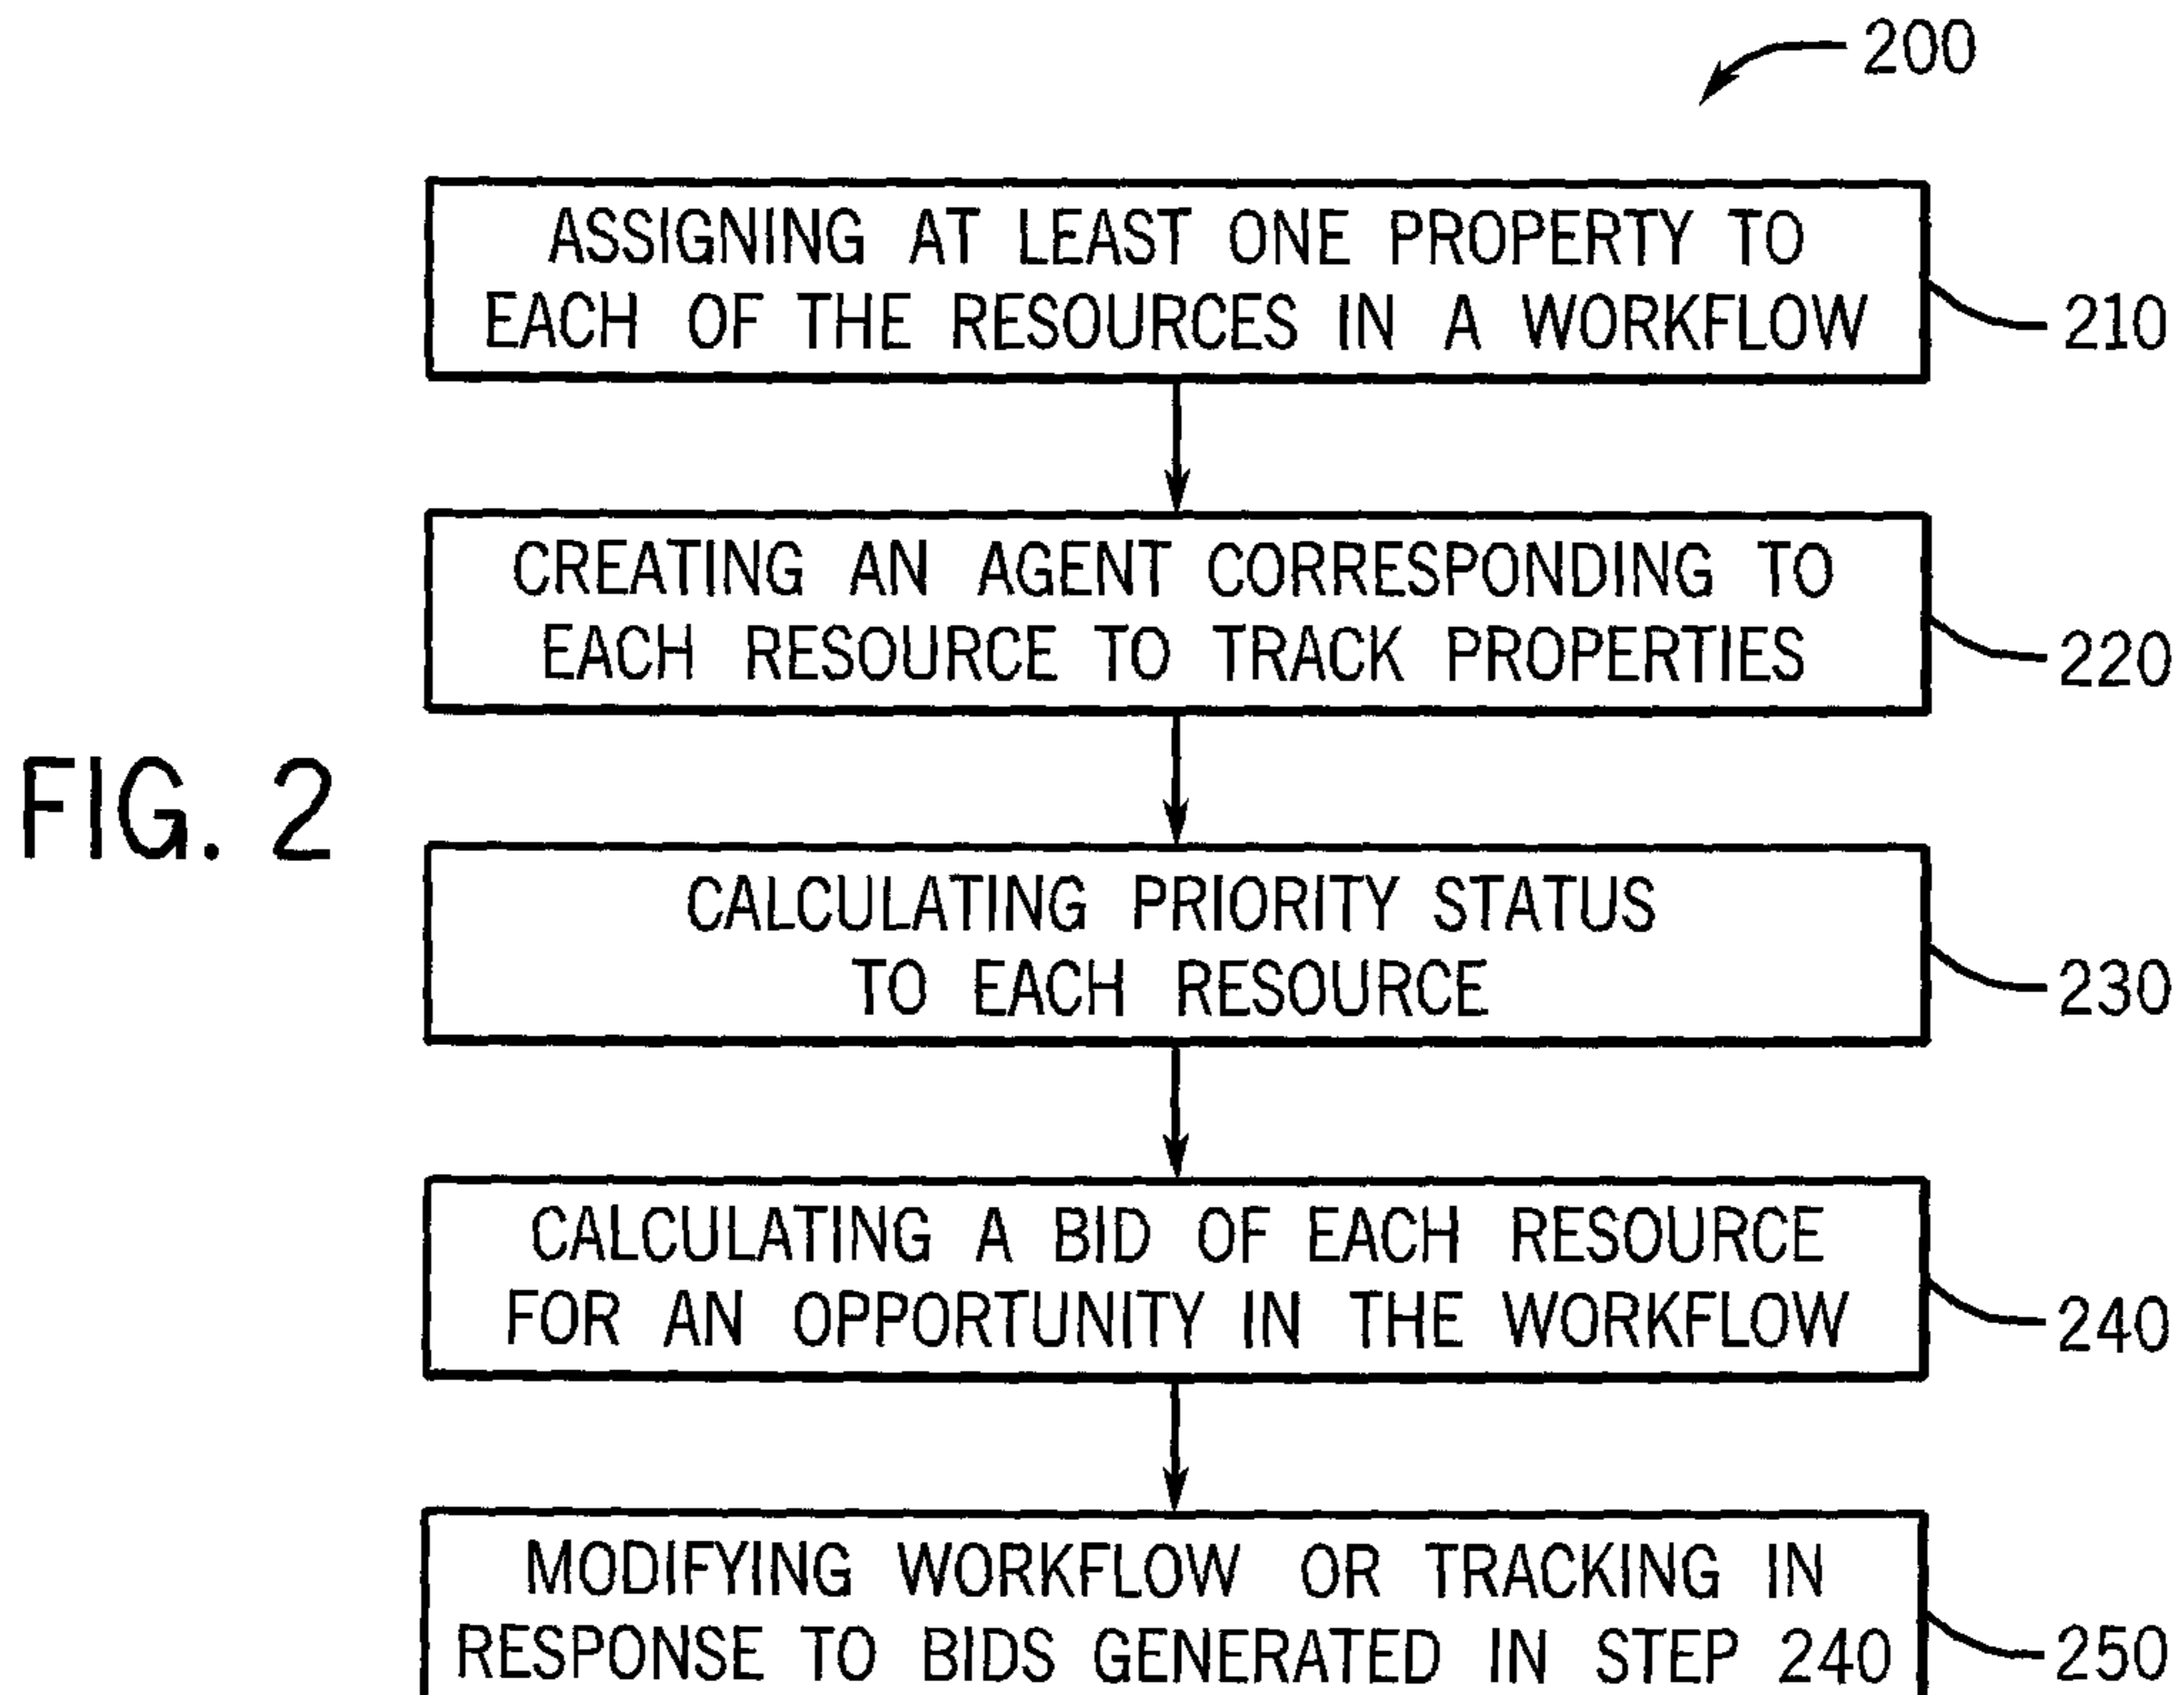 200
ASSIGNING AT LEAST ONE PROPERTY TO
EACH OF THE RESOURCES IN A WORKFLOW
210
CREATING AN AGENT CORRESPONDING TO
EACH RESOURCE TO TRACK PROPERTIES
220
FIG. 2
CALCULATING PRIORITY STATUS
TO EACH RESOURCE
230
CALCULATING A BID OF EACH RESOURCE
FOR AN OPPORTUNITY IN THE WORKFLOW
240
MODIFYING WORKFLOW OR TRACKING IN
RESPONSE TO BIDS GENERATED IN STEP 240
250